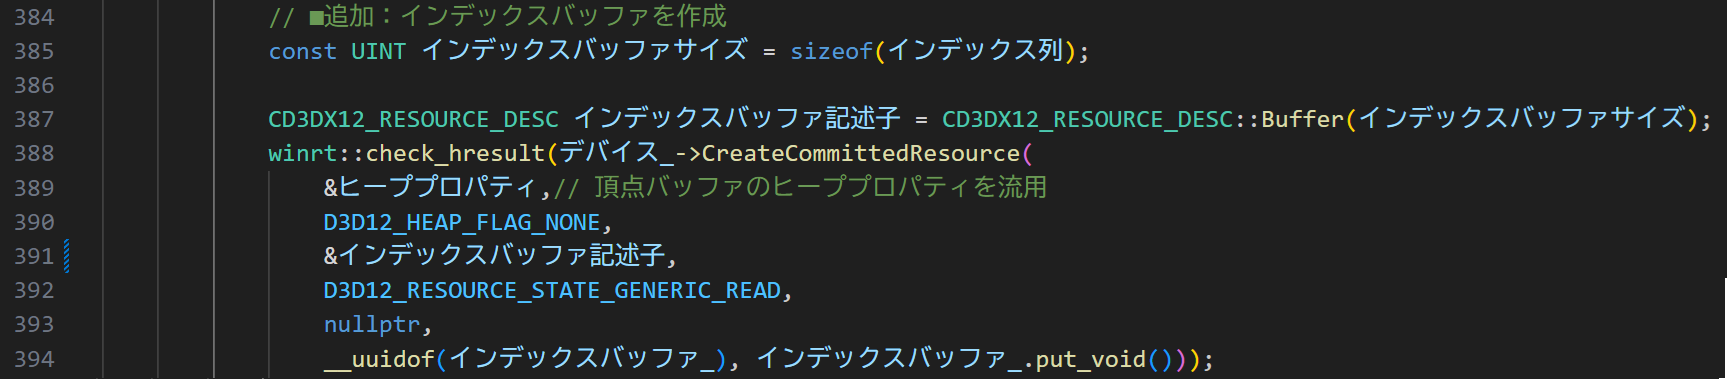 384 // ■追加：インデックスバッファを作成
385 const UINT インデックスバッファサイズ = sizeof(インデックス列);
386
387 CD3DX12_RESOURCE_DESC インデックスバッファ記述子 = CD3DX12_RESOURCE_DESC::Buffer(インデックスバッファサイズ);
388 winrt::check_hresult(デバイス_->CreateCommittedResource(
389 &ヒーププロパティ,// 頂点バッファのヒーププロパティを流用
390 D3D12_HEAP_FLAG_NONE,
391 &インデックスバッファ記述子,
392 D3D12_RESOURCE_STATE_GENERIC_READ,
393 nullptr,
394 __uuidof(インデックスバッファ_), インデックスバッファ_.put_void()));